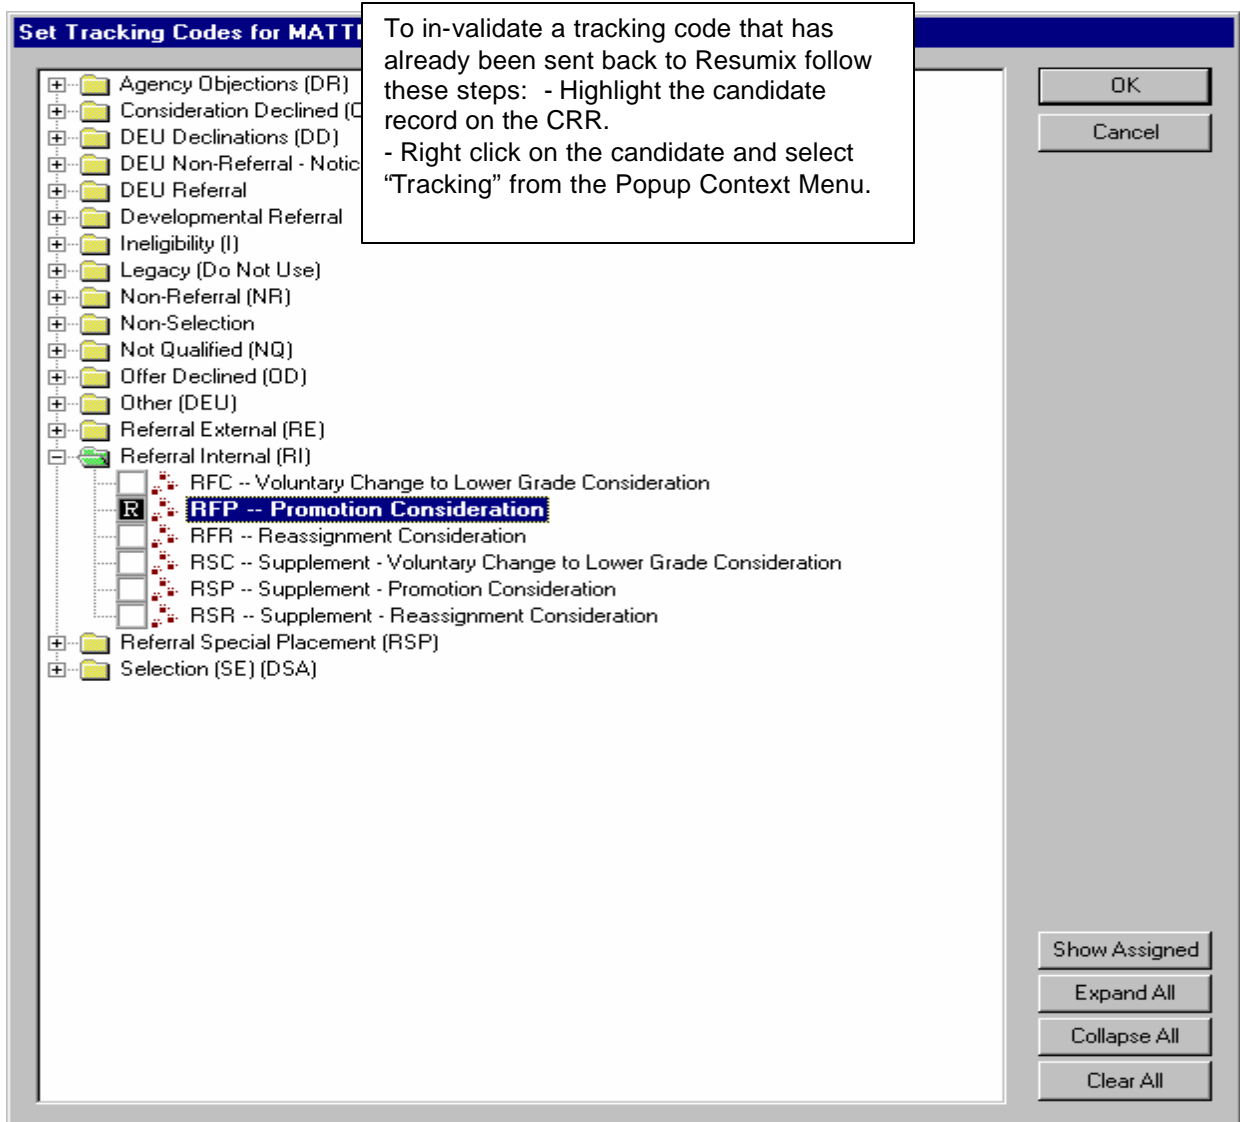 Set Tracking Codes for MATTI
To in-validate a tracking code that has
already been sent back to Resumix follow
these steps: - Highlight the candidate
record on the CRR.
- Right click on the candidate and select
“Tracking” from the Popup Context Menu.
Agency Objections (DR)
Consideration Declined (
DEU Declinations (DD)
DEU Non-Referral - Notic
DEU Referral
Developmental Referral
Ineligibility (I)
Legacy (Do Not Use)
Non-Referral (NR)
Non-Selection
Not Qualified (NQ)
Offer Declined (OD)
Other (DEU)
Referral External (RE)
Referral Internal (RI)
RFC -- Voluntary Change to Lower Grade Consideration
R RFP -- Promotion Consideration
RFR -- Reassignment Consideration
RSC -- Supplement - Voluntary Change to Lower Grade Consideration
RSP -- Supplement - Promotion Consideration
RSR -- Supplement - Reassignment Consideration
Referral Special Placement (RSP)
Selection (SE) (DSA)
OK
Cancel
Show Assigned
Expand All
Collapse All
Clear All